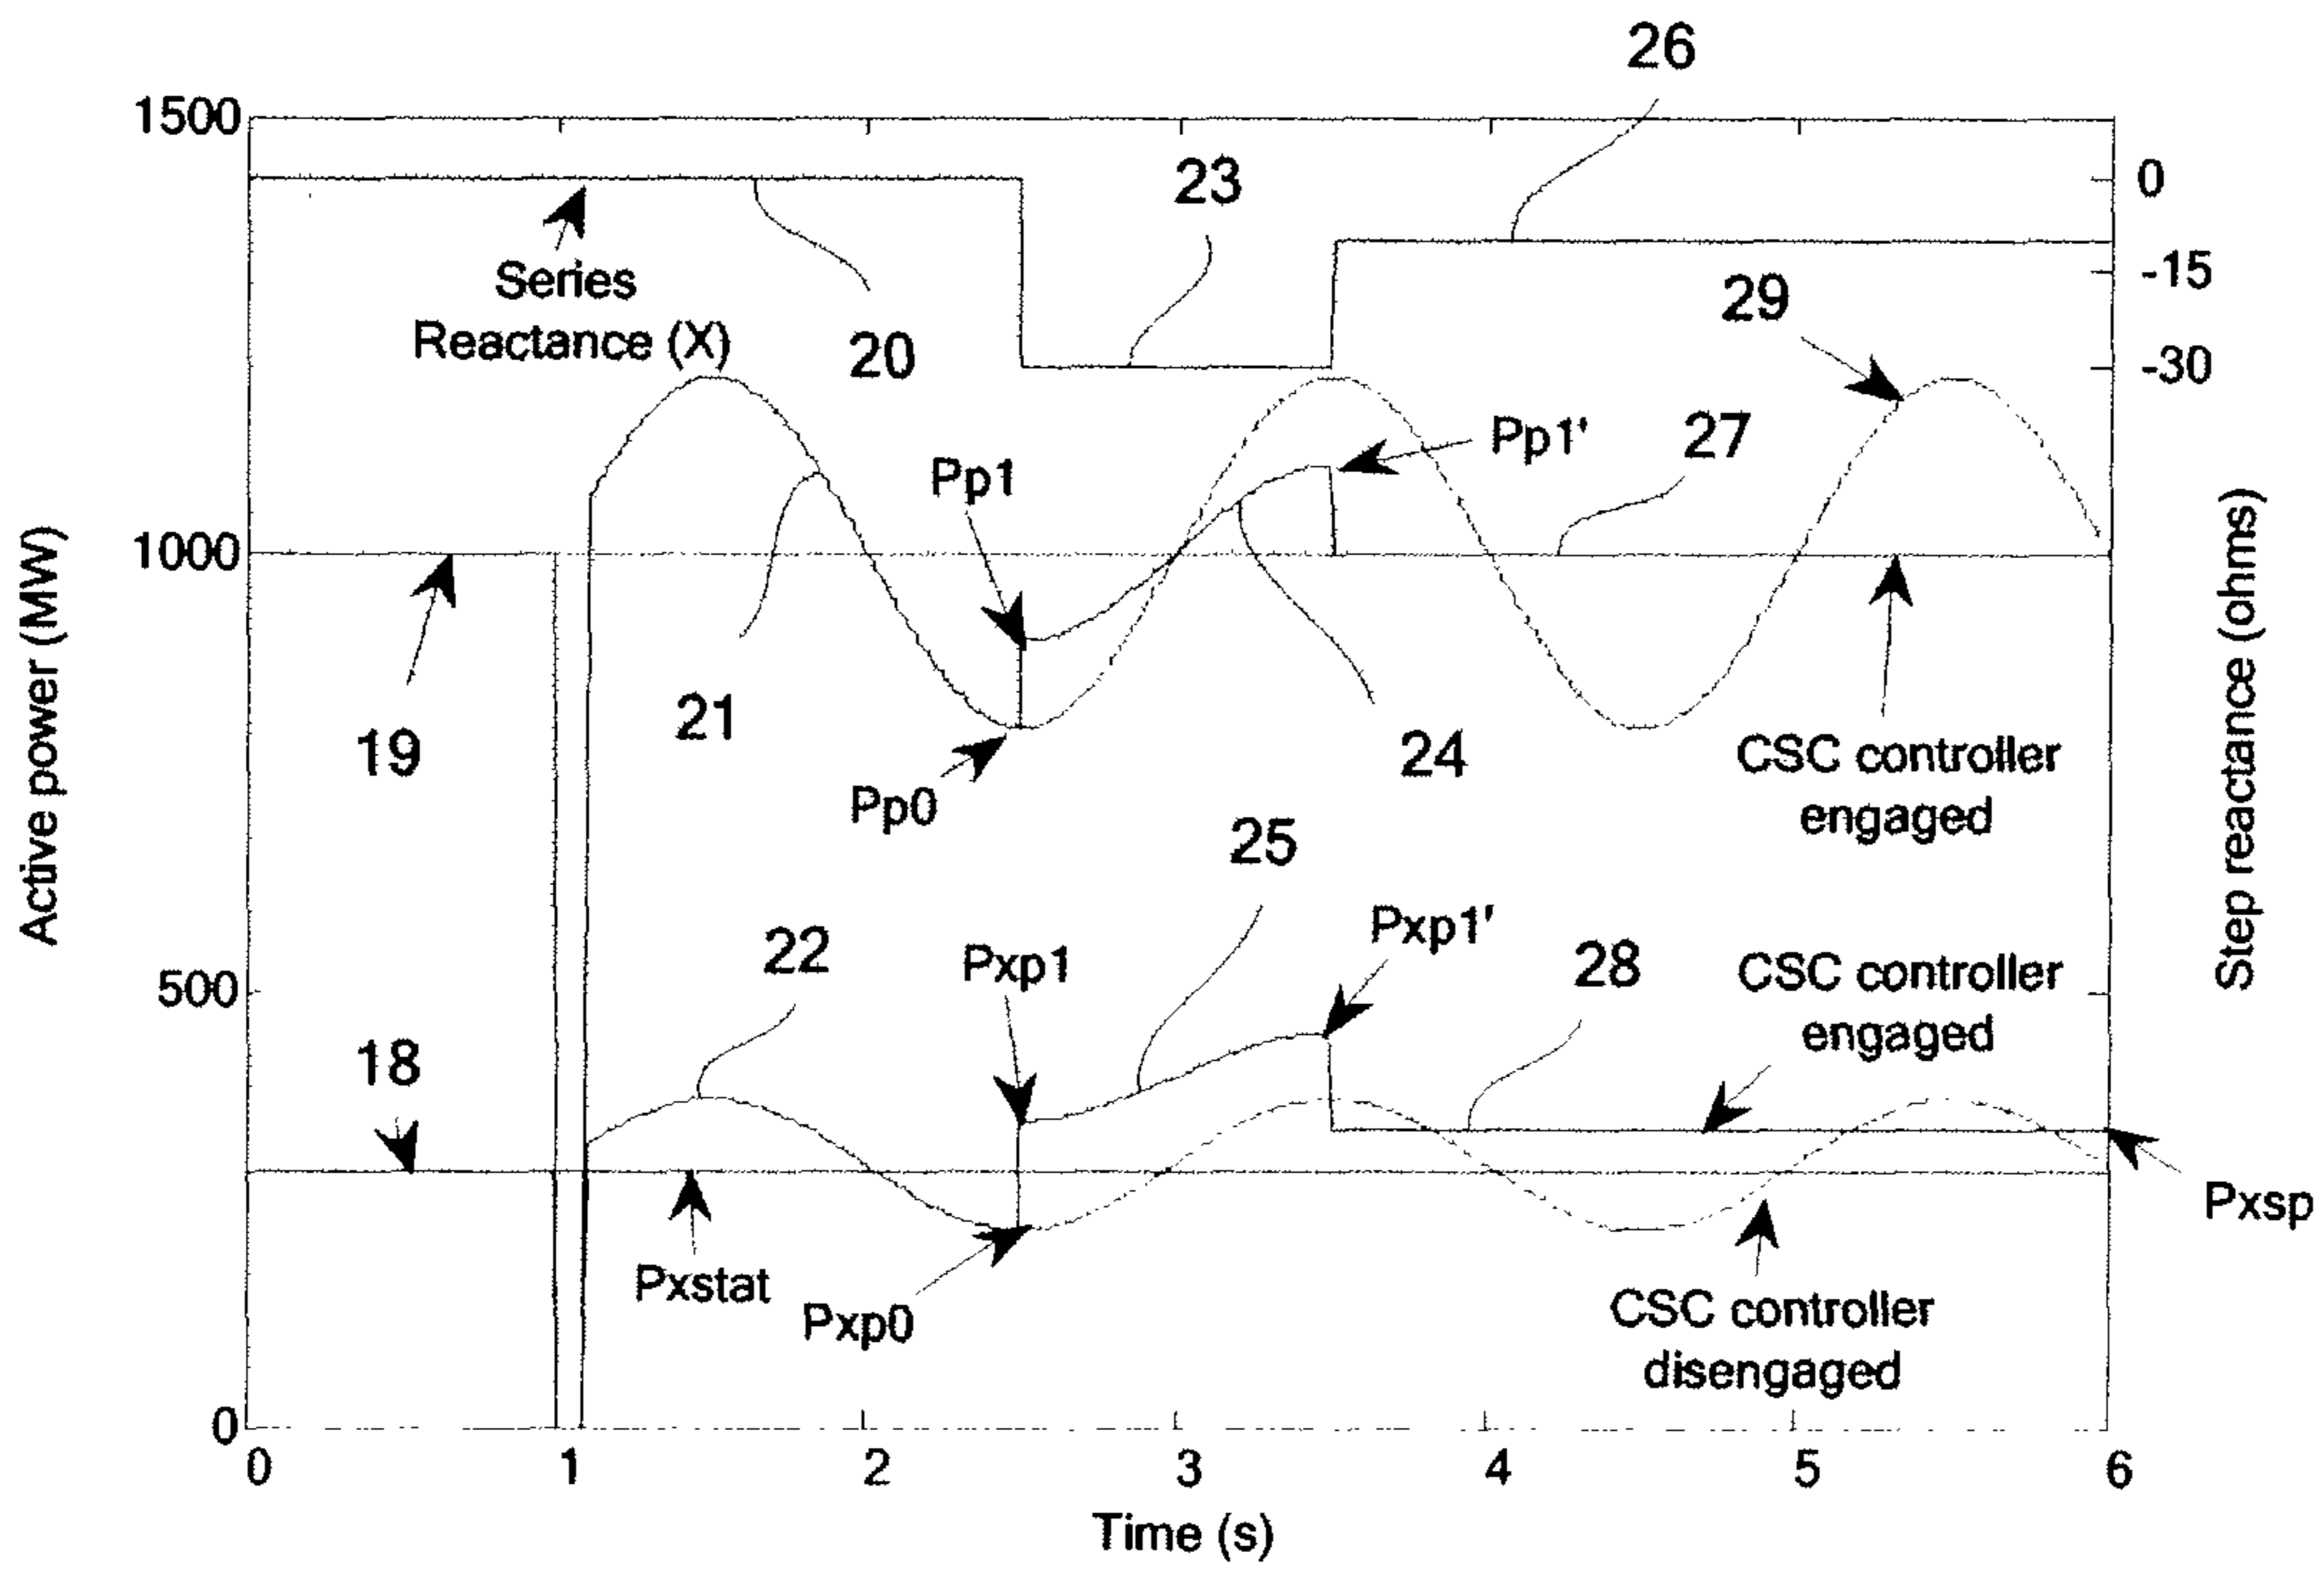 26
1500
23
0
Series
Reactance (X)
20
-15
29
-30
Pp1
Pp1'
27
1000
19
21
Pp0
24
CSC controller
engaged
25
Active power (MW)
Step reactance (ohms)
22
Pxp1
Pxp1'
28
CSC controller
engaged
500
18
Pxstat
Pxp0
Pxsp
CSC controller
disengaged
0
0 1 2 3 4 5 6
Time (s)